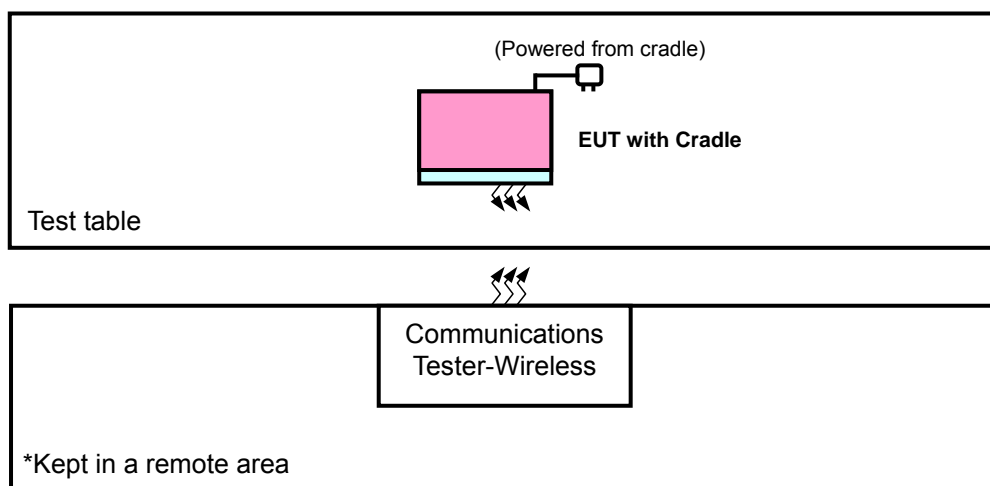 (Powered from cradle)
EUT with Cradle
Test table
Communications
Tester-Wireless
*Kept in a remote area